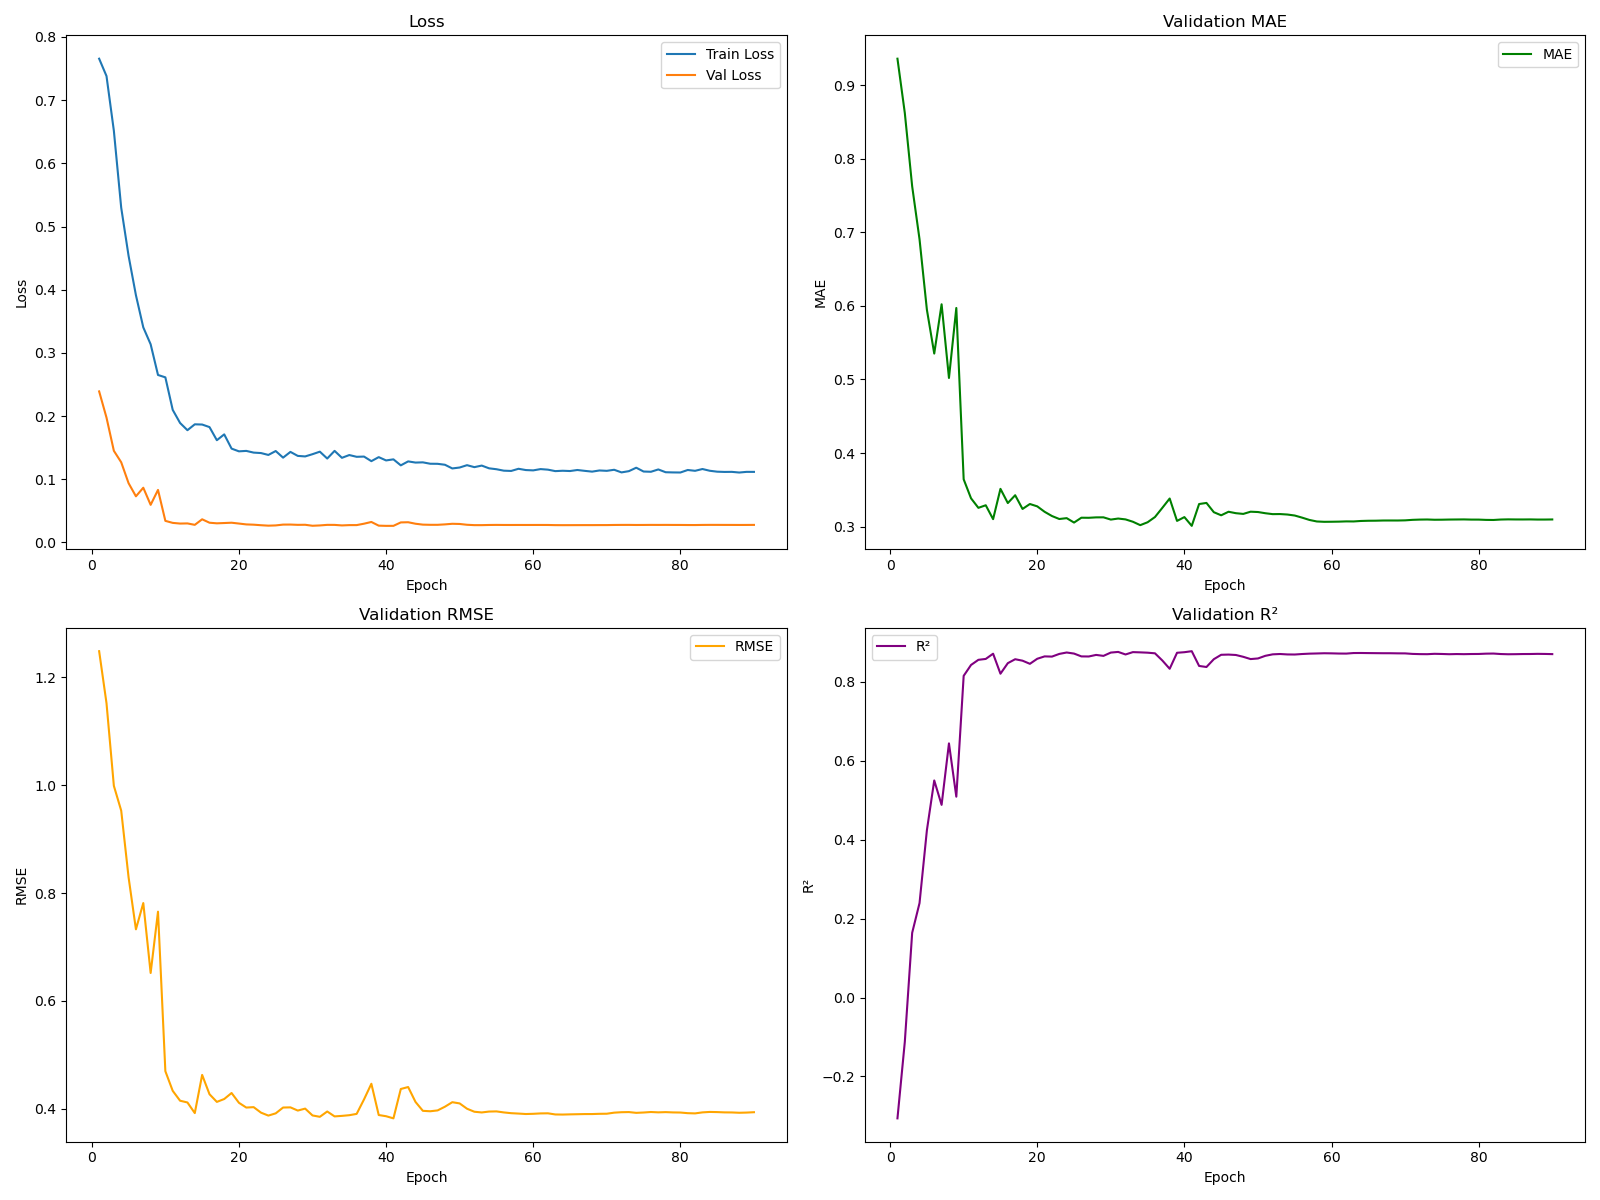 Loss
Train Loss
Val Loss
0.8
0.7
0.6
0.5
0.4
0.3
0.2
0.1
0.0
Loss
0 20 40 60 80
Epoch
Validation MAE
MAE
0.9
0.8
0.7
0.6
0.5
0.4
0.3
MAE
0 20 40 60 80
Epoch
Validation RMSE
RMSE
1.2
1.0
0.8
0.6
0.4
RMSE
0 20 40 60 80
Epoch
Validation R²
R²
0.8
0.6
0.4
0.2
0.0
−0.2
R²
0 20 40 60 80
Epoch